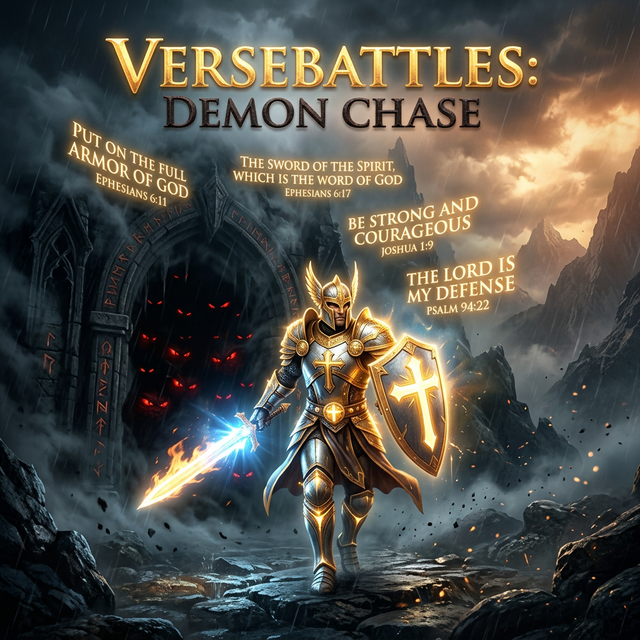 VERSEBATTLES:
DEMON CHASE
PUT ON THE FULL
ARMOR OF GOD
EPHESIANS 6:11
THE SWORD OF THE SPIRIT,
WHICH IS THE WORD OF GOD
EPHESIANS 6:17
BE STRONG AND
COURAGEOUS
JOSHUA 1:9
THE LORD IS
MY DEFENSE
PSALM 94:22